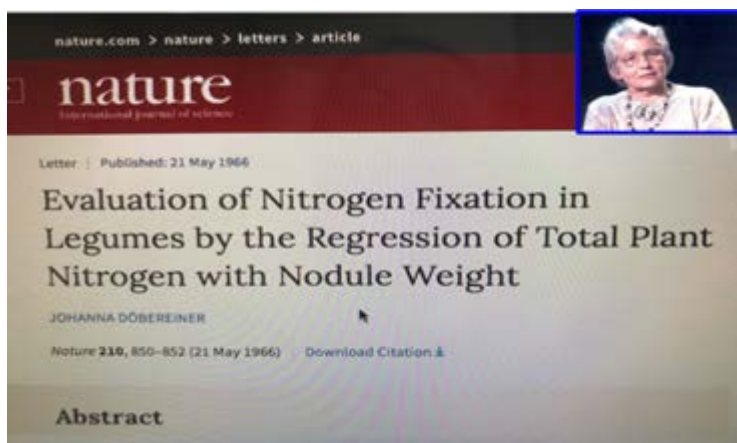 nature.com > nature > letters > article
nature
International journal of science
Letter | Published: 21 May 1966
Evaluation of Nitrogen Fixation in
Legumes by the Regression of Total Plant
Nitrogen with Nodule Weight
JOHANNA DÖBEREINER
Nature 210, 850–852 (21 May 1966) Download Citation
Abstract